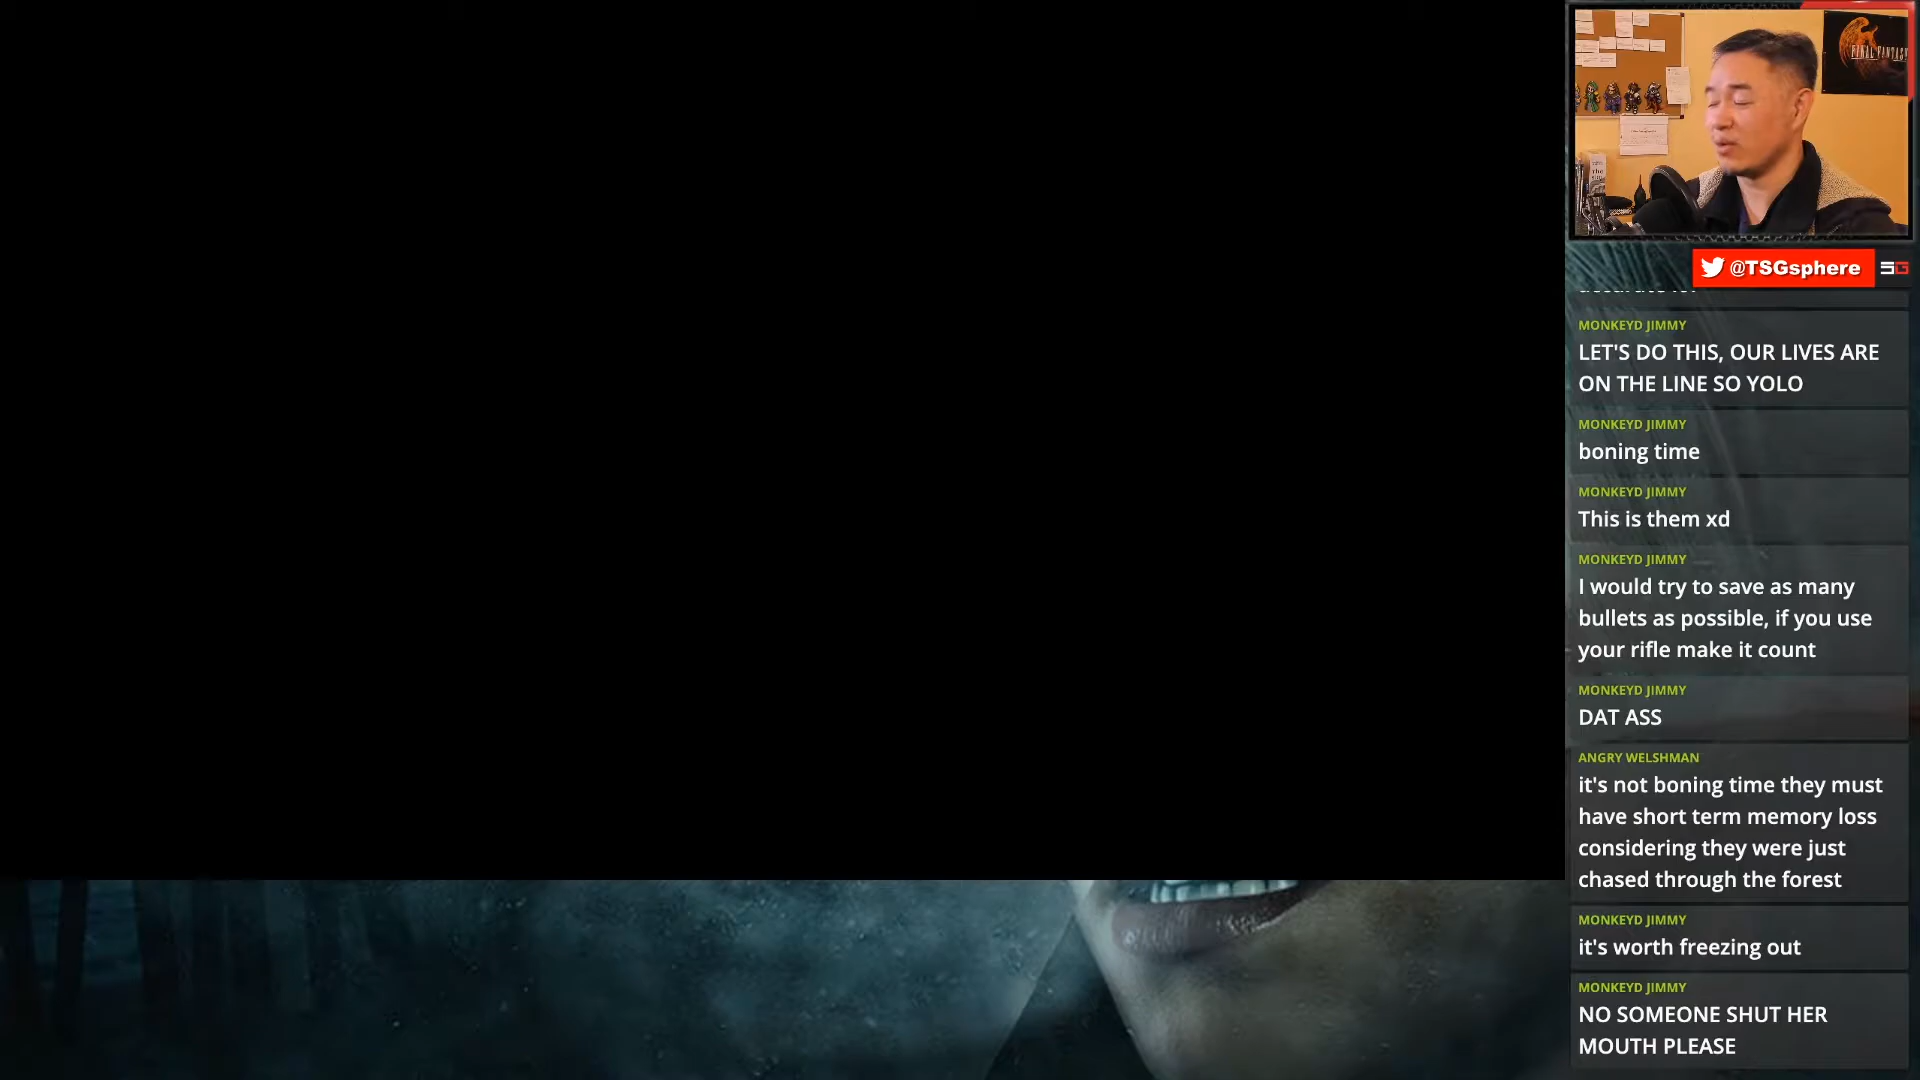 FINAL FANTASY
@TSGsphere SG
MONKEYD JIMMY
LET'S DO THIS, OUR LIVES ARE
ON THE LINE SO YOLO
MONKEYD JIMMY
boning time
MONKEYD JIMMY
This is them xd
MONKEYD JIMMY
I would try to save as many
bullets as possible, if you use
your rifle make it count
MONKEYD JIMMY
DAT ASS
ANGRY WELSHMAN
it's not boning time they must
have short term memory loss
considering they were just
chased through the forest
MONKEYD JIMMY
it's worth freezing out
MONKEYD JIMMY
NO SOMEONE SHUT HER
MOUTH PLEASE